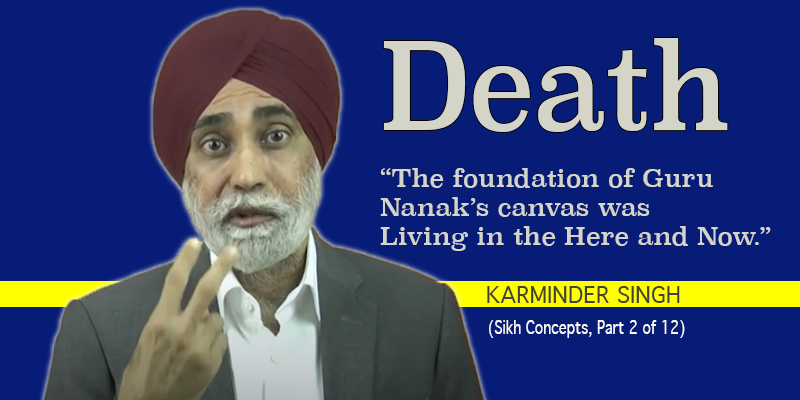 Death
“The foundation of Guru
Nanak’s canvas was
Living in the Here and Now.”
KARMINDER SINGH
(Sikh Concepts, Part 2 of 12)